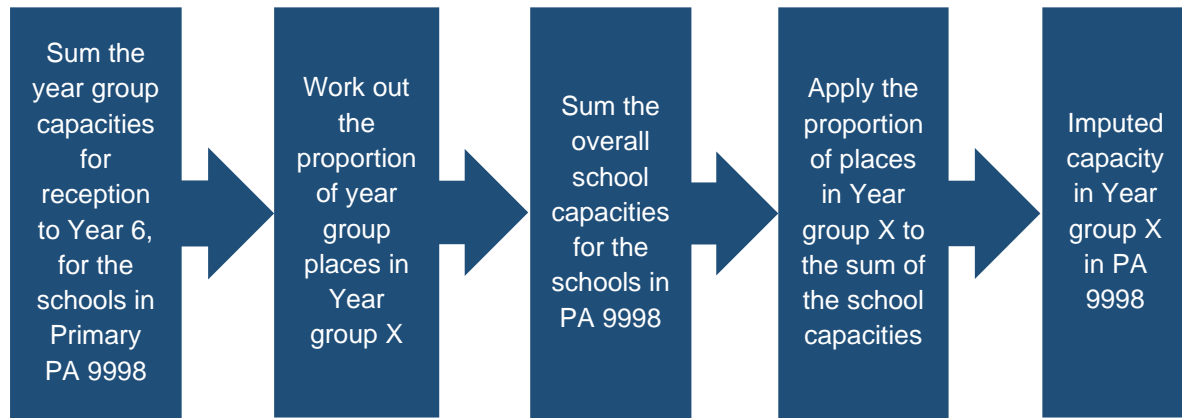 Sum the
year group
capacities
for
reception
to Year 6,
for the
schools in
Primary
PA 9998
Work out
the
proportion
of year
group
places in
Year
group X
Sum the
overall
school
capacities
for the
schools in
PA 9998
Apply the
proportion
of places
in Year
group X to
the sum of
the school
capacities
Imputed
capacity
in Year
group X
in PA
9998